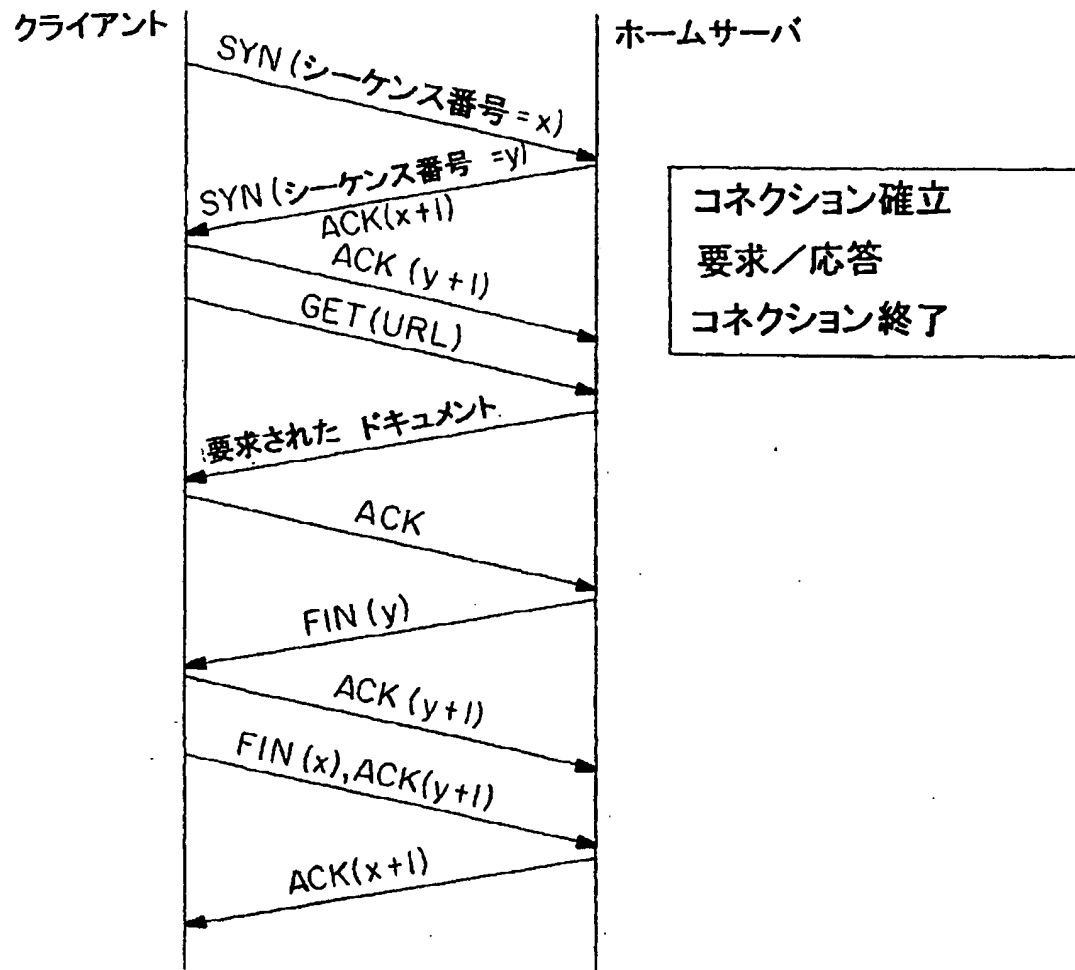 クライアント
ホームサーバ
SYN (シーケンス番号 = x)
SYN (シーケンス番号 =y)
ACK(x+1)
ACK (y+1)
GET(URL)
コネクション確立
要求／応答
コネクション終了
要求された ドキュメント
ACK
FIN (y)
ACK (y+1)
FIN (x), ACK(y+1)
ACK(x+1)